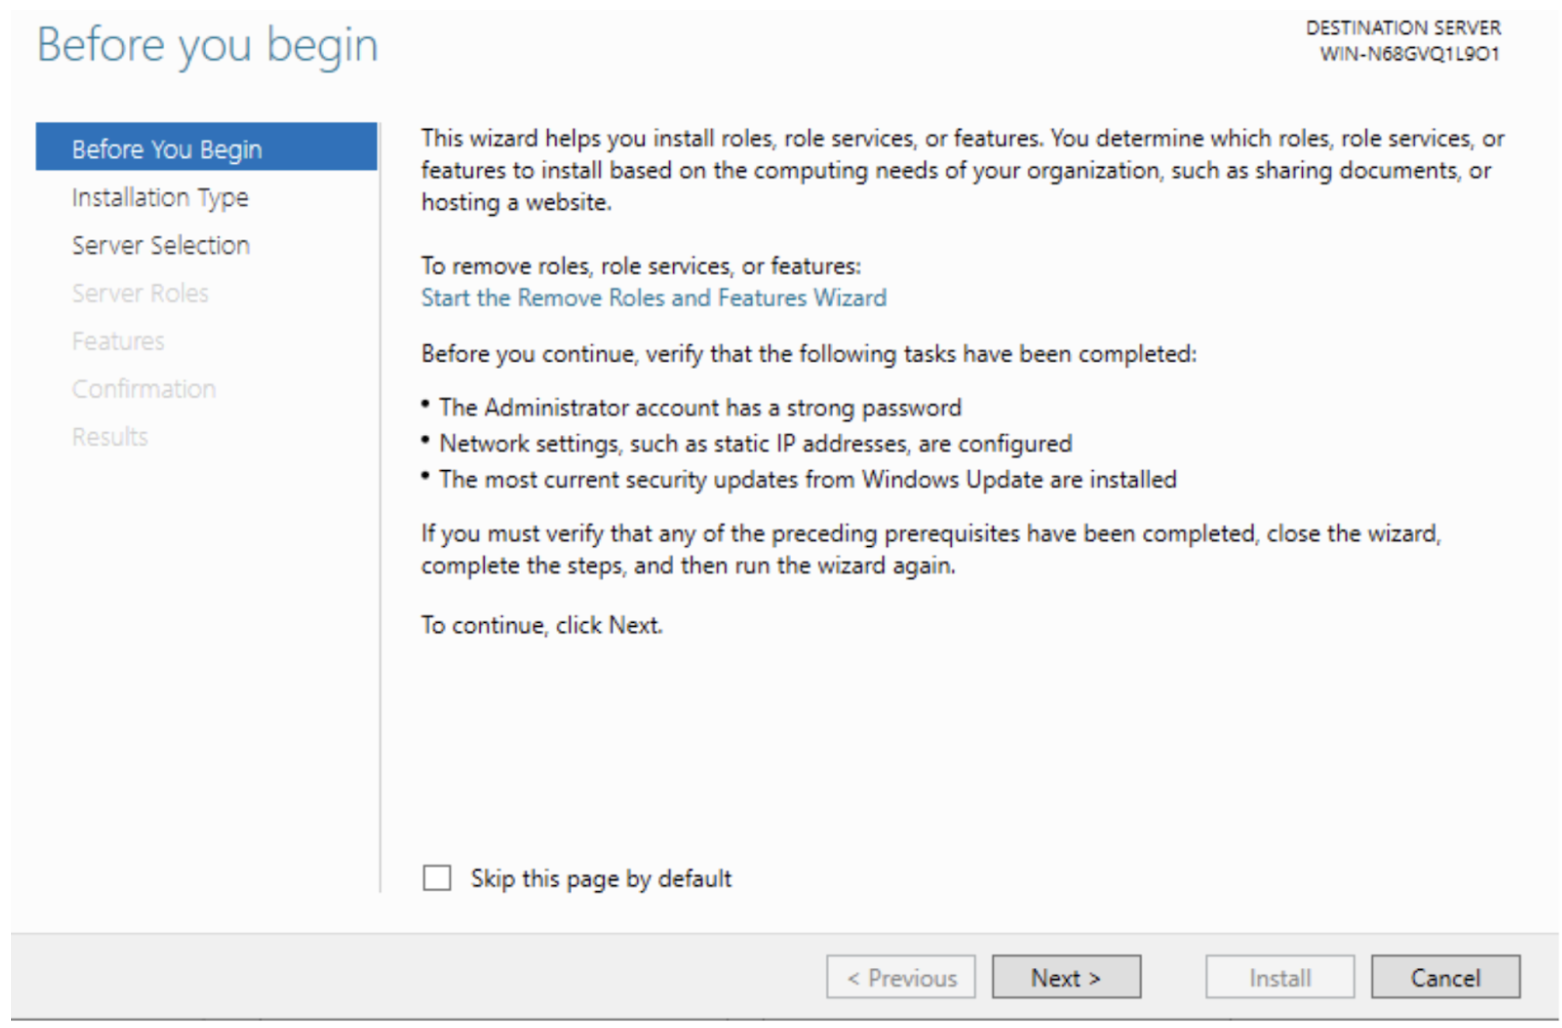 Before you begin
DESTINATION SERVER
WIN-N68GVQ1L9O1
Before You Begin
Installation Type
Server Selection
Server Roles
Features
Confirmation
Results
This wizard helps you install roles, role services, or features. You determine which roles, role services, or
features to install based on the computing needs of your organization, such as sharing documents, or
hosting a website.
To remove roles, role services, or features:
Start the Remove Roles and Features Wizard
Before you continue, verify that the following tasks have been completed:
• The Administrator account has a strong password
• Network settings, such as static IP addresses, are configured
• The most current security updates from Windows Update are installed
If you must verify that any of the preceding prerequisites have been completed, close the wizard,
complete the steps, and then run the wizard again.
To continue, click Next.
Skip this page by default
< Previous
Next >
Install
Cancel